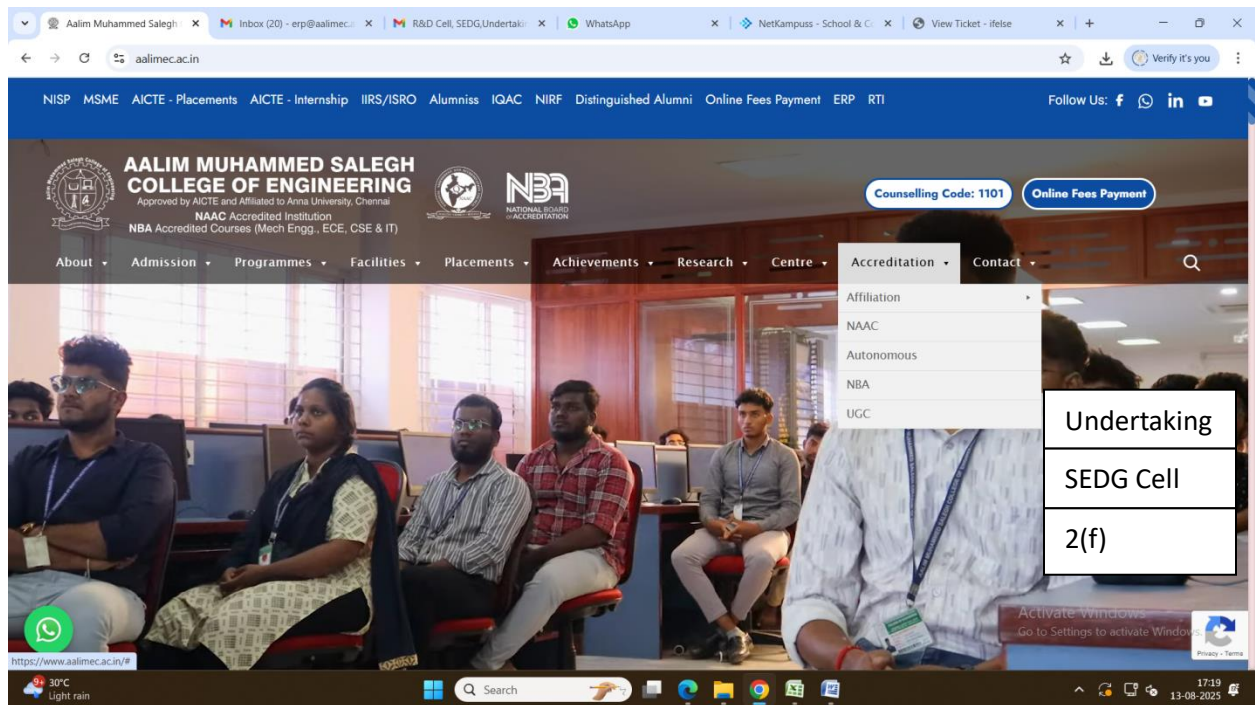 Aalim Muhammed Salegh
Inbox (20) - erp@aalimec.a
R&D Cell, SEDG,Undertakin
WhatsApp
NetKampuss - School & C
View Ticket - ifelse
aalimec.ac.in
Verify it's you
NISP MSME AICTE - Placements AICTE - Internship IIRS/ISRO Alumniss IQAC NIRF Distinguished Alumni Online Fees Payment ERP RTI
Follow Us:
AALIM MUHAMMED SALEGH
COLLEGE OF ENGINEERING
Approved by AICTE and Affiliated to Anna University, Chennai
NAAC Accredited Institution
NBA Accredited Courses (Mech Engg., ECE, CSE & IT)
NBA
NATIONAL BOARD
of ACCREDITATION
Counselling Code: 1101
Online Fees Payment
About Admission Programmes Facilities Placements Achievements Research Centre Accreditation Contact
Affiliation
NAAC
Autonomous
NBA
UGC
Undertaking
SEDG Cell
2(f)
Activate Windows
Go to Settings to activate Windows.
Privacy - Terms
https://www.aalimec.ac.in/#
9+
30°C
Light rain
Search
17:19
13-08-2025